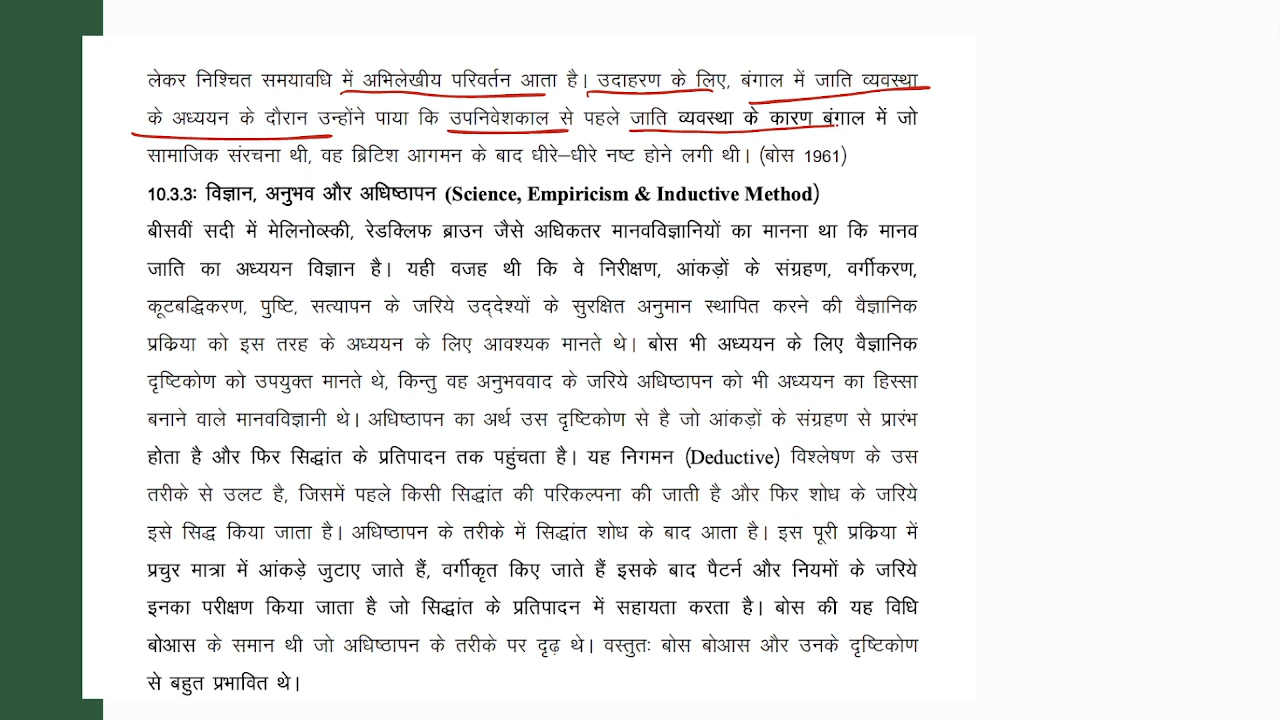 लेकर निश्चित समयावधि में अभिलेखीय परिवर्तन आता है। उदाहरण के लिए, बंगाल में जाति व्यवस्था
के अध्ययन के दौरान उन्होंने पाया कि उपनिवेशकाल से पहले जाति व्यवस्था के कारण बंगाल में जो
सामाजिक संरचना थी, वह ब्रिटिश आगमन के बाद धीरे–धीरे नष्ट होने लगी थी। (बोस 1961)
10.3.3: विज्ञान, अनुभव और अधिष्ठापन (Science, Empiricism & Inductive Method)
बीसवीं सदी में मेलिनोव्स्की, रेडक्लिफ ब्राउन जैसे अधिकतर मानवविज्ञानियों का मानना था कि मानव
जाति का अध्ययन विज्ञान है। यही वजह थी कि वे निरीक्षण, आंकड़ों के संग्रहण, वर्गीकरण,
कूटबद्धिकरण, पुष्टि, सत्यापन के जरिये उद्देश्यों के सुरक्षित अनुमान स्थापित करने की वैज्ञानिक
प्रक्रिया को इस तरह के अध्ययन के लिए आवश्यक मानते थे। बोस भी अध्ययन के लिए वैज्ञानिक
दृष्टिकोण को उपयुक्त मानते थे, किन्तु वह अनुभववाद के जरिये अधिष्ठापन को भी अध्ययन का हिस्सा
बनाने वाले मानवविज्ञानी थे। अधिष्ठापन का अर्थ उस दृष्टिकोण से है जो आंकड़ों के संग्रहण से प्रारंभ
होता है और फिर सिद्धांत के प्रतिपादन तक पहुंचता है। यह निगमन (Deductive) विश्लेषण के उस
तरीके से उलट है, जिसमें पहले किसी सिद्धांत की परिकल्पना की जाती है और फिर शोध के जरिये
इसे सिद्ध किया जाता है। अधिष्ठापन के तरीके में सिद्धांत शोध के बाद आता है। इस पूरी प्रक्रिया में
प्रचुर मात्रा में आंकड़े जुटाए जाते हैं, वर्गीकृत किए जाते हैं इसके बाद पैटर्न और नियमों के जरिये
इनका परीक्षण किया जाता है जो सिद्धांत के प्रतिपादन में सहायता करता है। बोस की यह विधि
बोआस के समान थी जो अधिष्ठापन के तरीके पर दृढ़ थे। वस्तुतः बोस बोआस और उनके दृष्टिकोण
से बहुत प्रभावित थे।